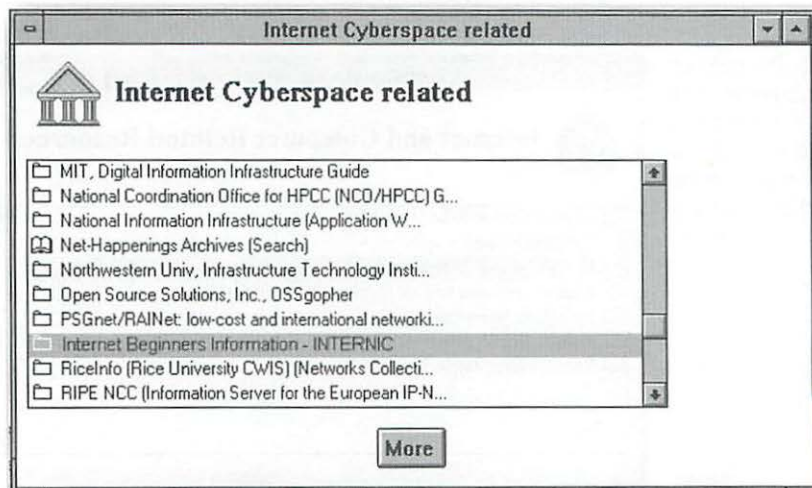 Internet Cyberspace related
Internet Cyberspace related
MIT, Digital Information Infrastructure Guide
National Coordination Office for HPCC (NCO/HPCC) G...
National Information Infrastructure (Application W...
Net-Happenings Archives (Search)
Northwestern Univ, Infrastructure Technology Insti...
Open Source Solutions, Inc., OSSgopher
PSGnet/RAINet: low-cost and international networki...
Internet Beginners Information - INTERNIC
RiceInfo (Rice University CWIS) (Networks Collecti...
RIPE NCC (Information Server for the European IP-N...
More